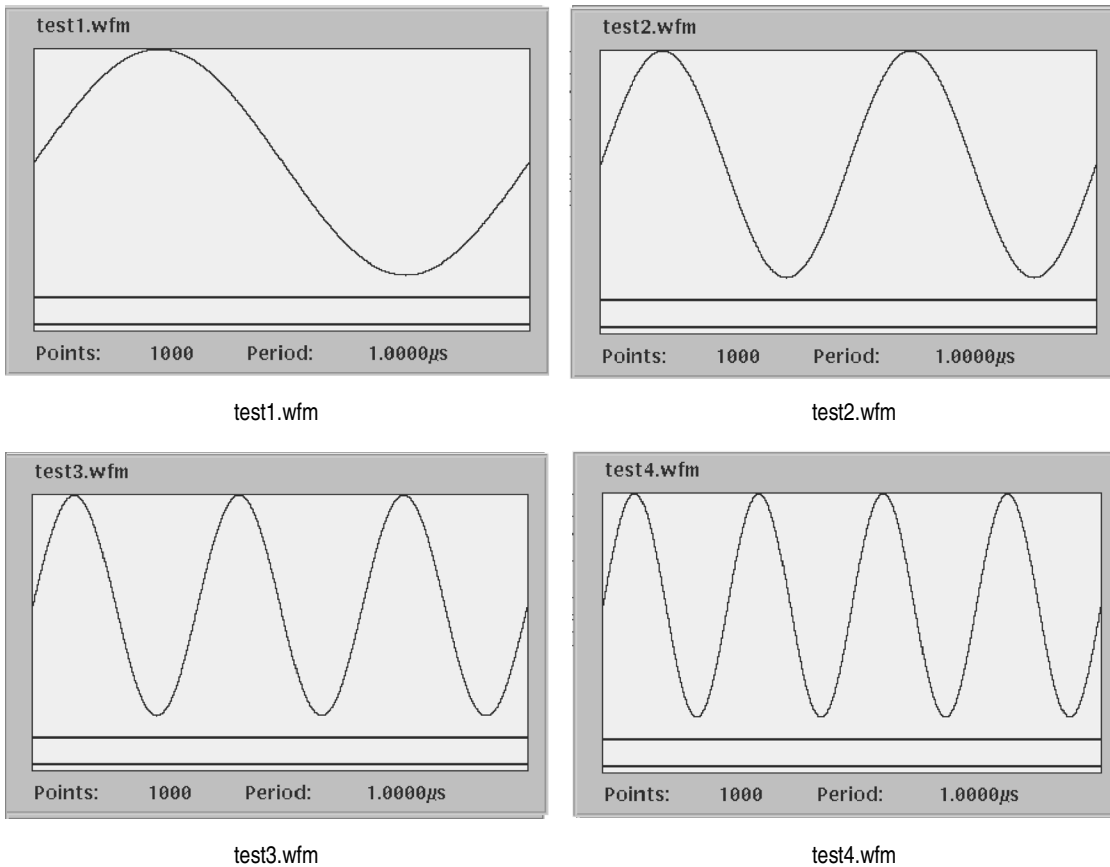 test1.wfm
Points: 1000 Period: 1.0000µs
test1.wfm
test2.wfm
Points: 1000 Period: 1.0000µs
test2.wfm
test3.wfm
Points: 1000 Period: 1.0000µs
test3.wfm
test4.wfm
Points: 1000 Period: 1.0000µs
test4.wfm